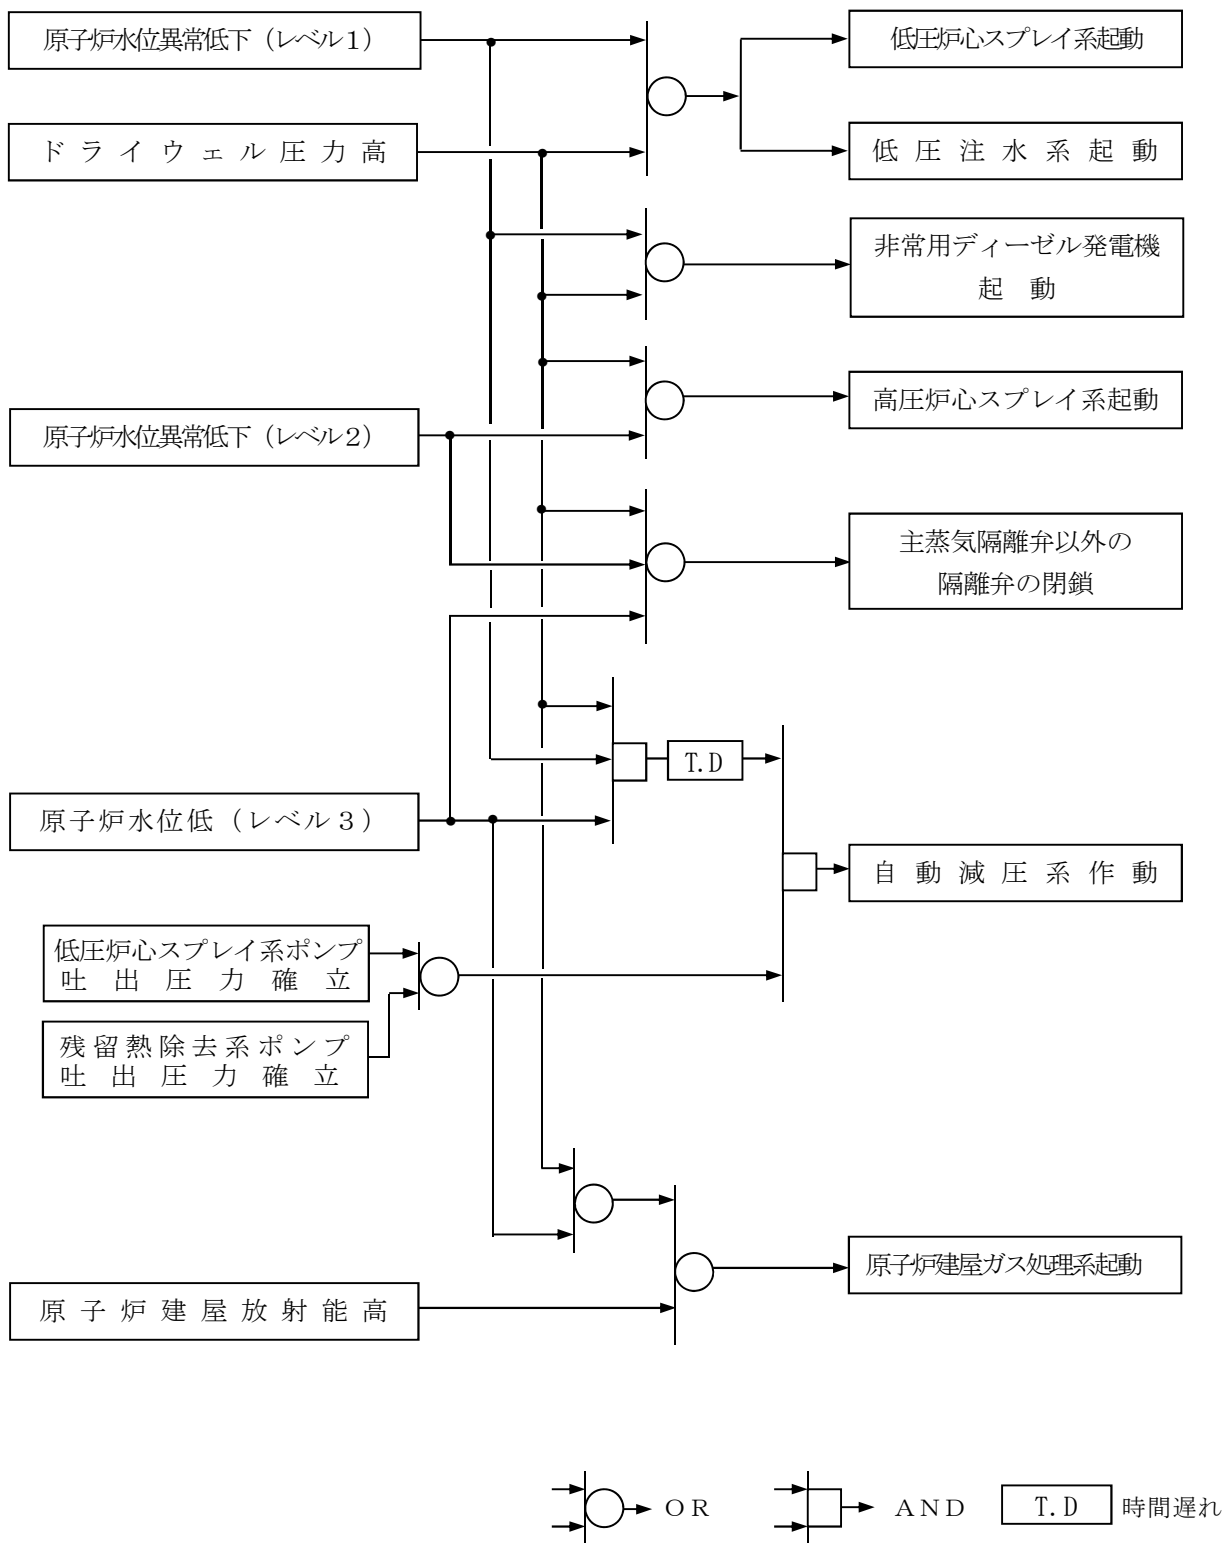 原子炉水位異常低下（レベル１）
低圧炉心スプレイ系起動
ドライウェル圧力高
低圧注水系起動
非常用ディーゼル発電機
起　動
高圧炉心スプレイ系起動
原子炉水位異常低下（レベル２）
主蒸気隔離弁以外の
隔離弁の閉鎖
T.D
原子炉水位低（レベル３）
自動減圧系作動
低圧炉心スプレイ系ポンプ
吐出圧力確立
残留熱除去系ポンプ
吐出圧力確立
原子炉建屋ガス処理系起動
原子炉建屋放射能高
ＯＲ
ＡＮＤ
T.D
時間遅れ